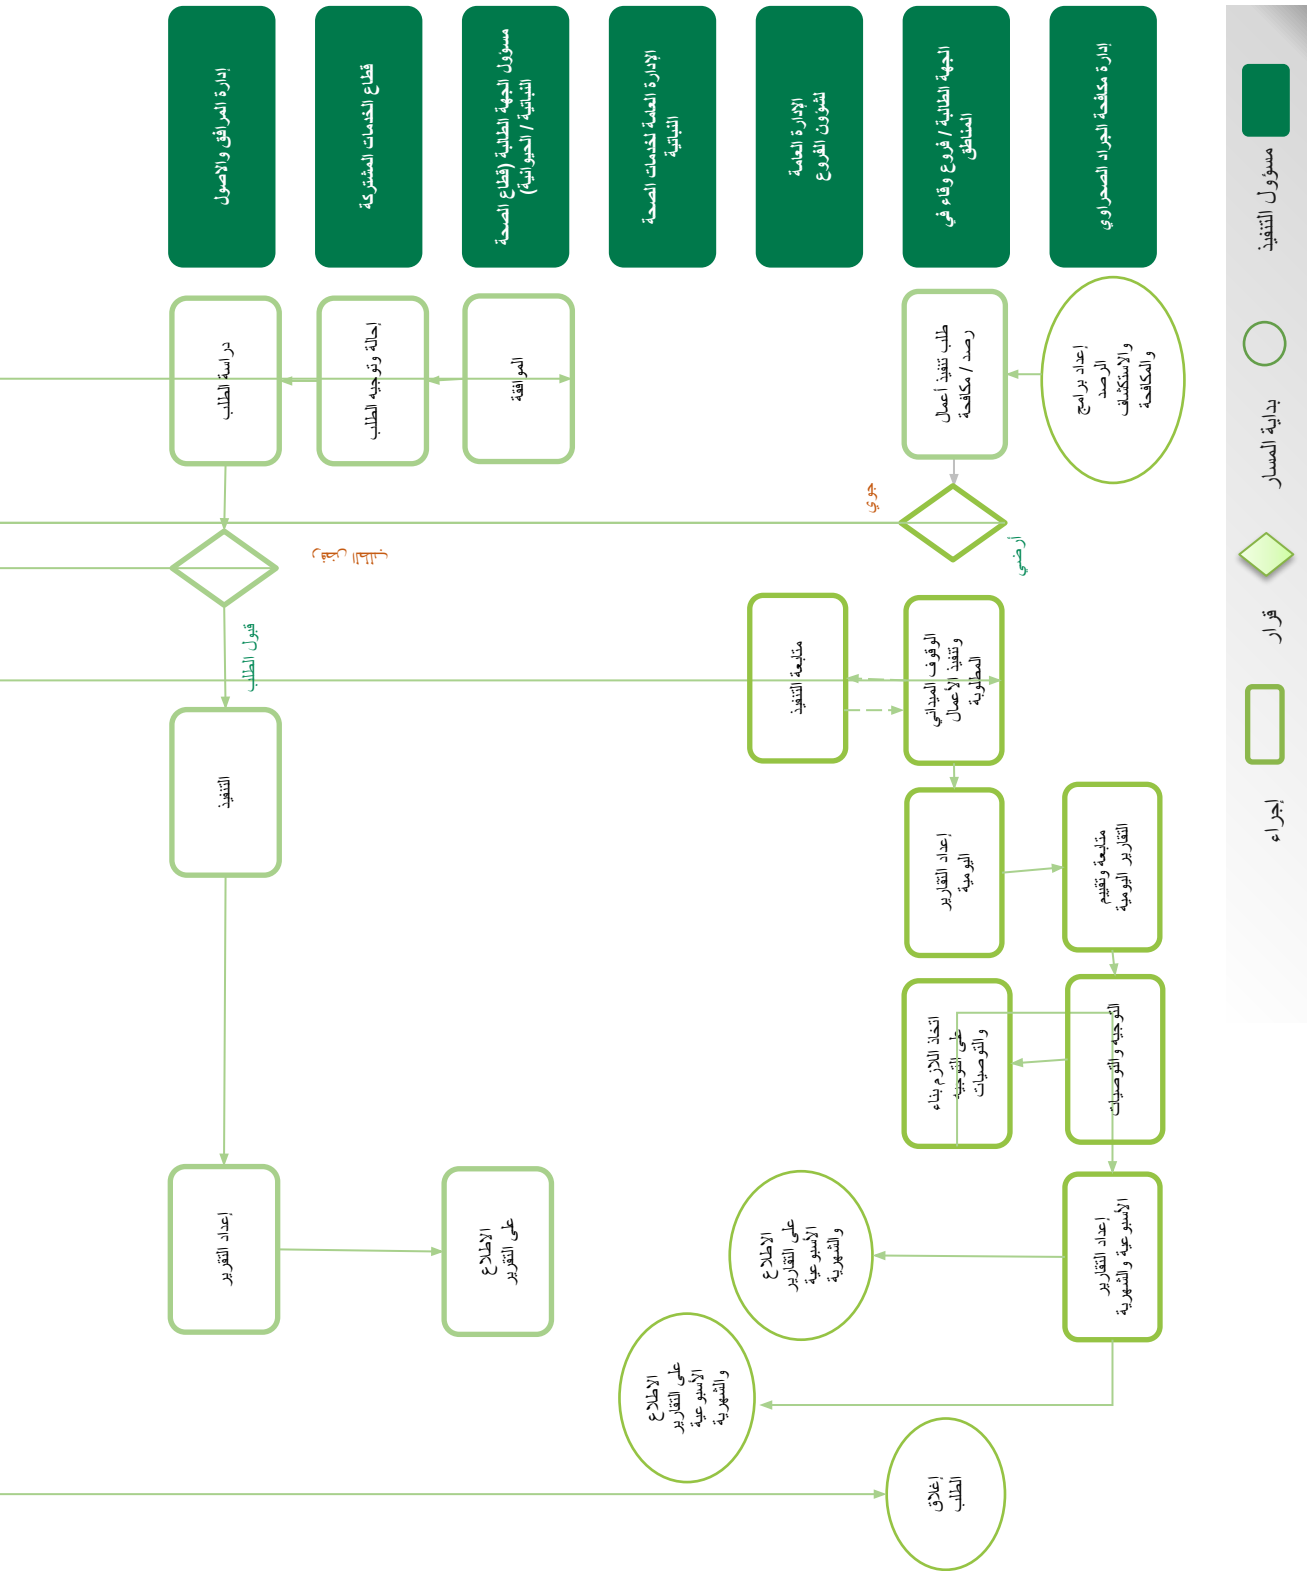 مسؤول التنفيذ
بداية المسار
قرار
إجراء
إدارة مكافحة الجراد الصحراوي
الجهة الطالبة / فروع وقاء في
المناطق
الإدارة العامة
لشؤون الفروع
الإدارة العامة لخدمات الصحة
النباتية
مسؤول الجهة الطالبة (قطاع الصحة
النباتية / الحيوانية)
قطاع الخدمات المشتركة
إدارة المرافق والاصول
إعداد برامج
الرصد
والاستكشاف
والمكافحة
طلب تنفيذ أعمال
رصد / مكافحة
الموافقة
إحالة وتوجيه الطلب
دراسة الطلب
جوي
أرضي
رفض الطلب
قبول الطلب
الوقوف الميداني
وتنفيذ الأعمال
المطلوبة
متابعة التنفيذ
التنفيذ
إعداد التقارير
اليومية
متابعة وتقييم
التقارير اليومية
التوجيه والتوصيات
اتخاذ اللازم بناء
على التوجيه
والتوصيات
إعداد التقارير
الأسبوعية والشهرية
الاطلاع
على التقارير
الأسبوعية
والشهرية
الاطلاع
على التقارير
الأسبوعية
والشهرية
إعداد التقرير
الاطلاع
على التقرير
إغلاق
الطلب